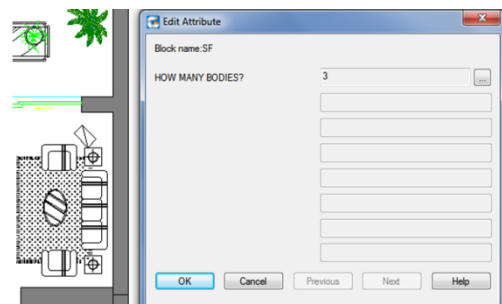 Edit Attribute
Block name:SF
HOW MANY BODIES? 3 ...
OK Cancel Previous Next Help